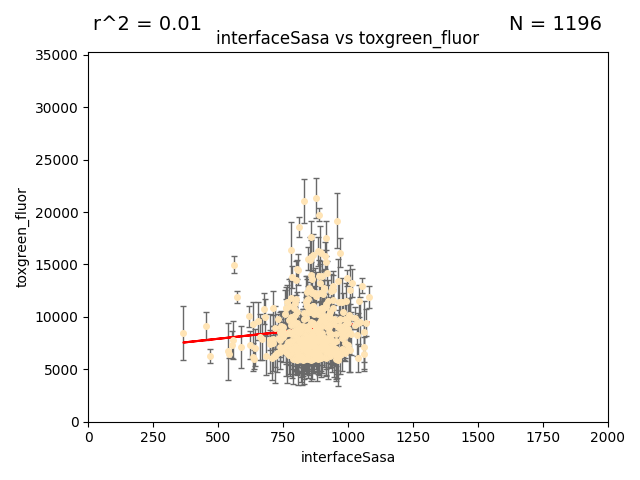 r^2 = 0.01
N = 1196
interfaceSasa vs toxgreen_fluor
35000
30000
25000
20000
15000
10000
5000
0
toxgreen_fluor
0 250 500 750 1000 1250 1500 1750 2000
interfaceSasa